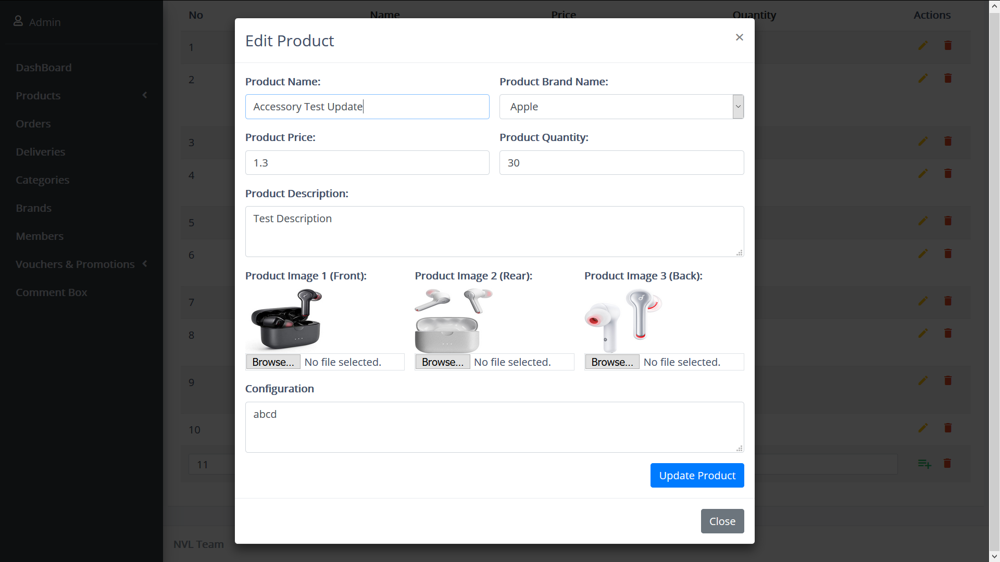 Admin
DashBoard
Products
Orders
Deliveries
Categories
Brands
Members
Vouchers & Promotions
Comment Box
No Name Price Quantity Actions
1
2
3
4
5
6
7
8
9
10
11
Edit Product
×
Product Name: Product Brand Name:
Accessory Test Update Apple
Product Price: Product Quantity:
1.3 30
Product Description:
Test Description
Product Image 1 (Front): Product Image 2 (Rear): Product Image 3 (Back):
Browse... No file selected. Browse... No file selected. Browse... No file selected.
Configuration
abcd
Update Product
Close
NVL Team